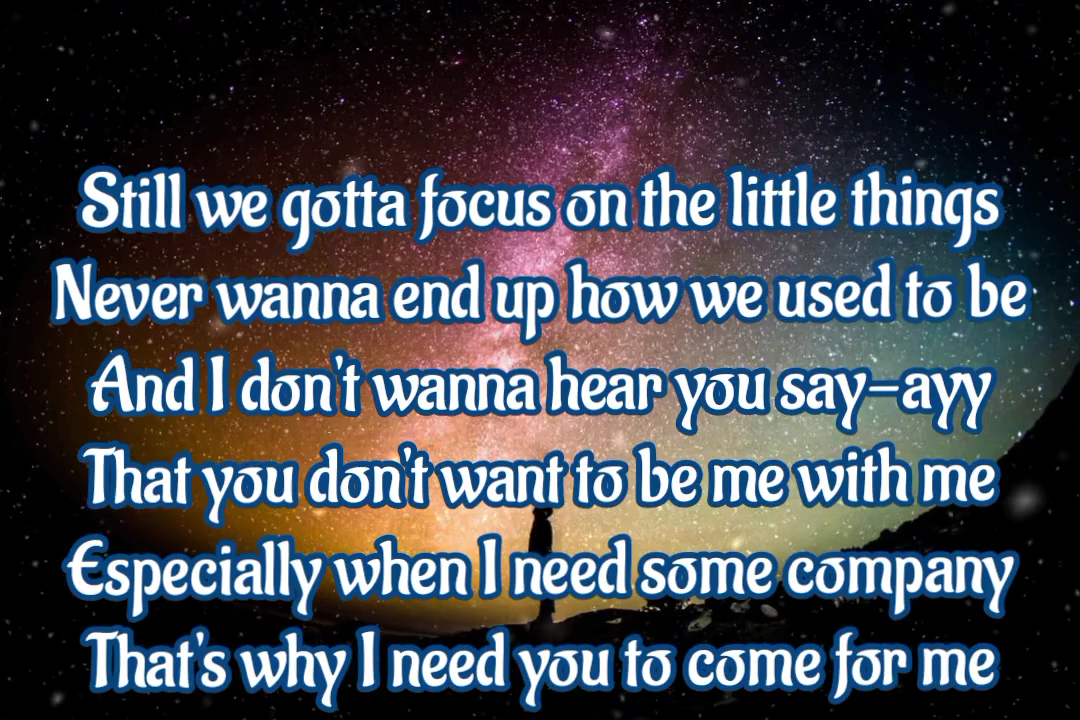 Still we gotta focus on the little things
Never wanna end up how we used to be
And I don't wanna hear you say-ayy
That you don't want to be me with me
Especially when I need some company
That's why I need you to come for me